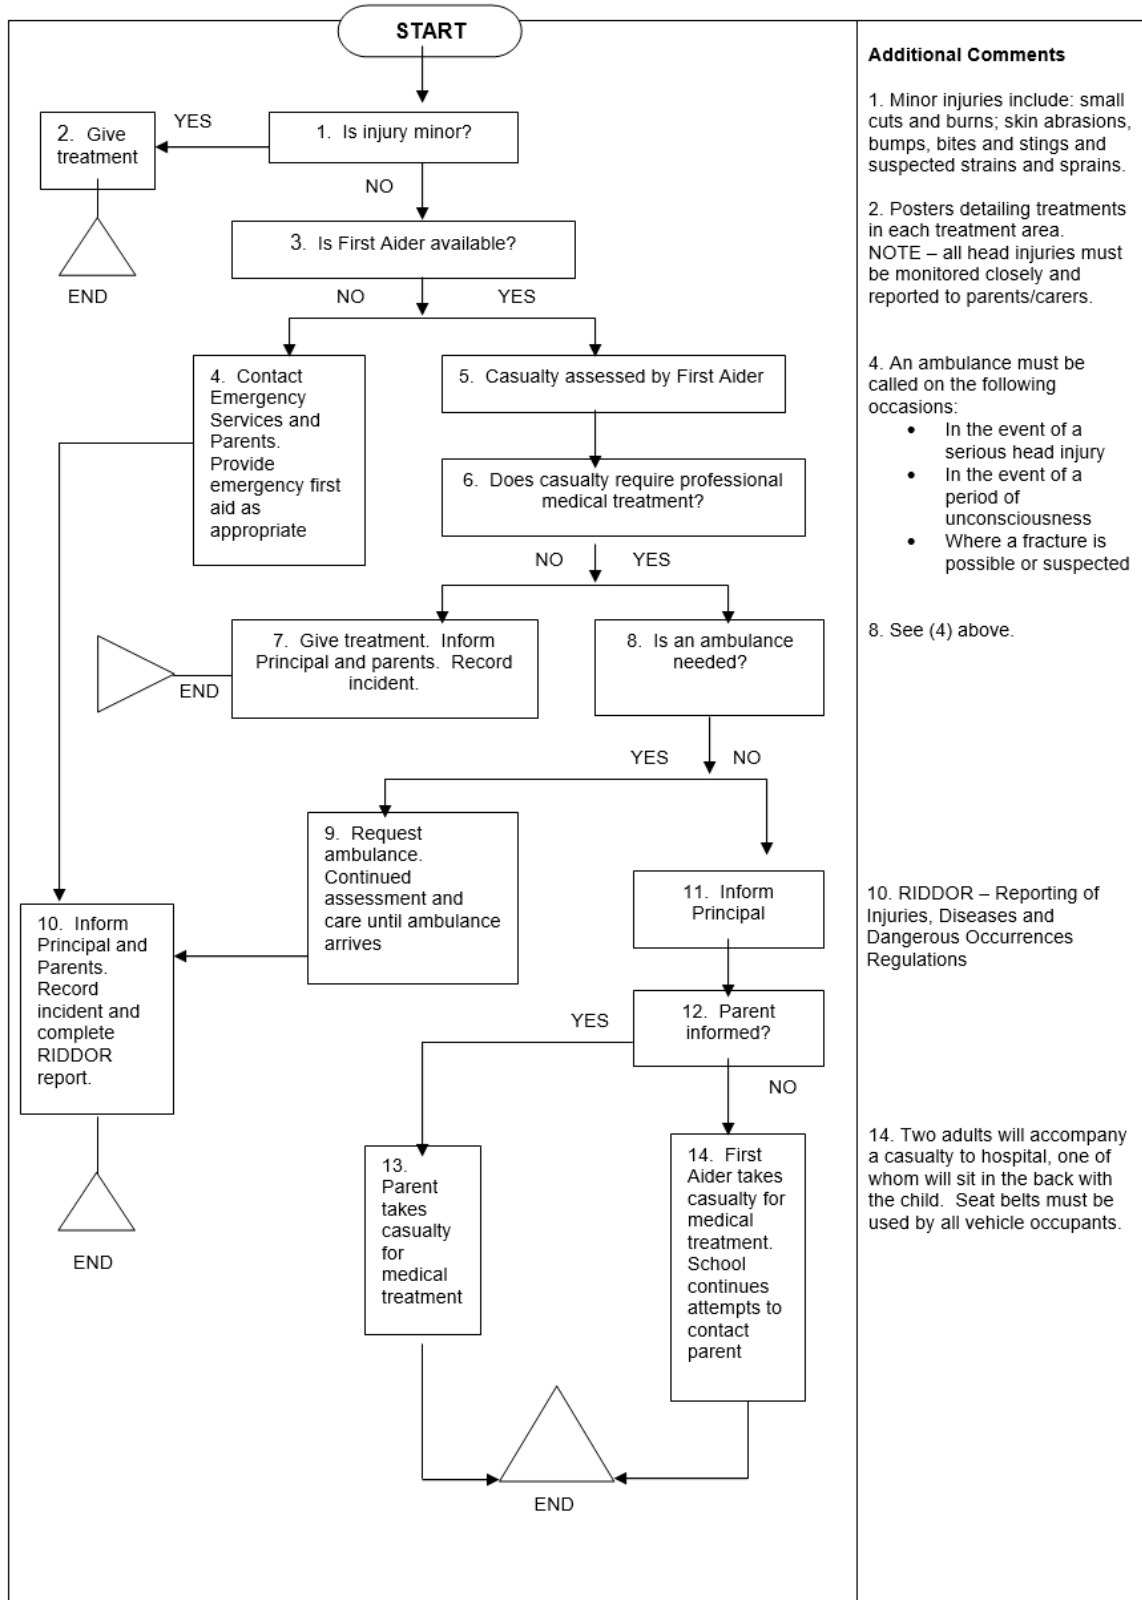 START
YES
2. Give
treatment
1. Is injury minor?
NO
END
3. Is First Aider available?
NO
YES
4. Contact
Emergency
Services and
Parents.
Provide
emergency first
aid as
appropriate
5. Casualty assessed by First Aider
6. Does casualty require professional
medical treatment?
NO
YES
7. Give treatment. Inform
Principal and parents. Record
incident.
END
8. Is an ambulance
needed?
YES
NO
9. Request
ambulance.
Continued
assessment and
care until ambulance
arrives
11. Inform
Principal
10. Inform
Principal and
Parents.
Record
incident and
complete
RIDDOR
report.
END
12. Parent
informed?
YES
NO
13.
Parent
takes
casualty
for
medical
treatment
14. First
Aider takes
casualty for
medical
treatment.
School
continues
attempts to
contact
parent
END
Additional Comments
1. Minor injuries include: small
cuts and burns; skin abrasions,
bumps, bites and stings and
suspected strains and sprains.
2. Posters detailing treatments
in each treatment area.
NOTE – all head injuries must
be monitored closely and
reported to parents/carers.
4. An ambulance must be
called on the following
occasions:
• In the event of a
serious head injury
• In the event of a
period of
unconsciousness
• Where a fracture is
possible or suspected
8. See (4) above.
10. RIDDOR – Reporting of
Injuries, Diseases and
Dangerous Occurrences
Regulations
14. Two adults will accompany
a casualty to hospital, one of
whom will sit in the back with
the child. Seat belts must be
used by all vehicle occupants.